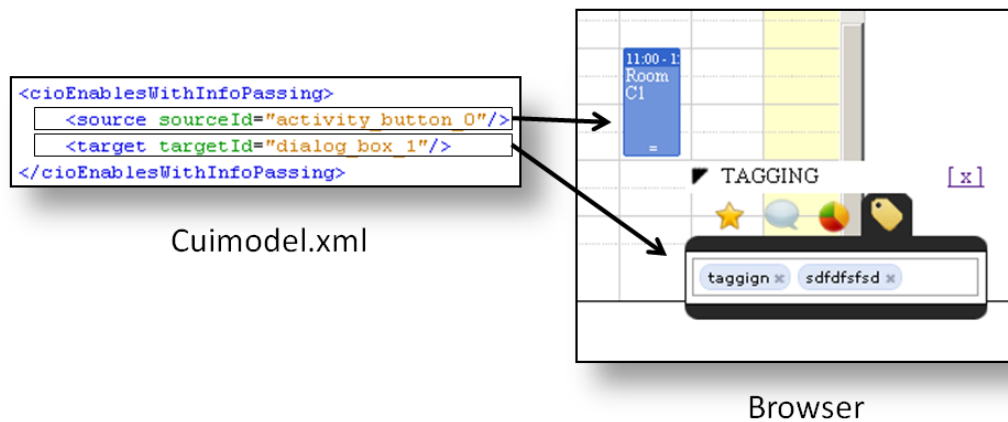 <cioEnablesWithInfoPassing>
<source sourceId="activity_button_0"/>
<target targetId="dialog_box_1"/>
</cioEnablesWithInfoPassing>
Cuimodel.xml
11:00 - 1
Room
C1
=
TAGGING [x]
taggign x sdfdfsfsd x
Browser